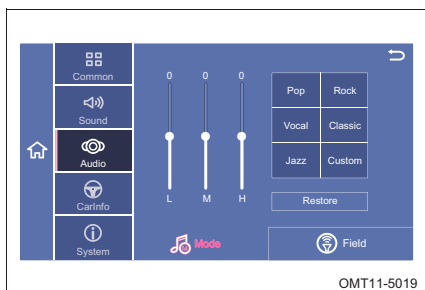 Common
Sound
Audio
CarInfo
System
0 0 0
L M H
Pop Rock
Vocal Classic
Jazz Custom
Restore
Mode
Field
OMT11-5019